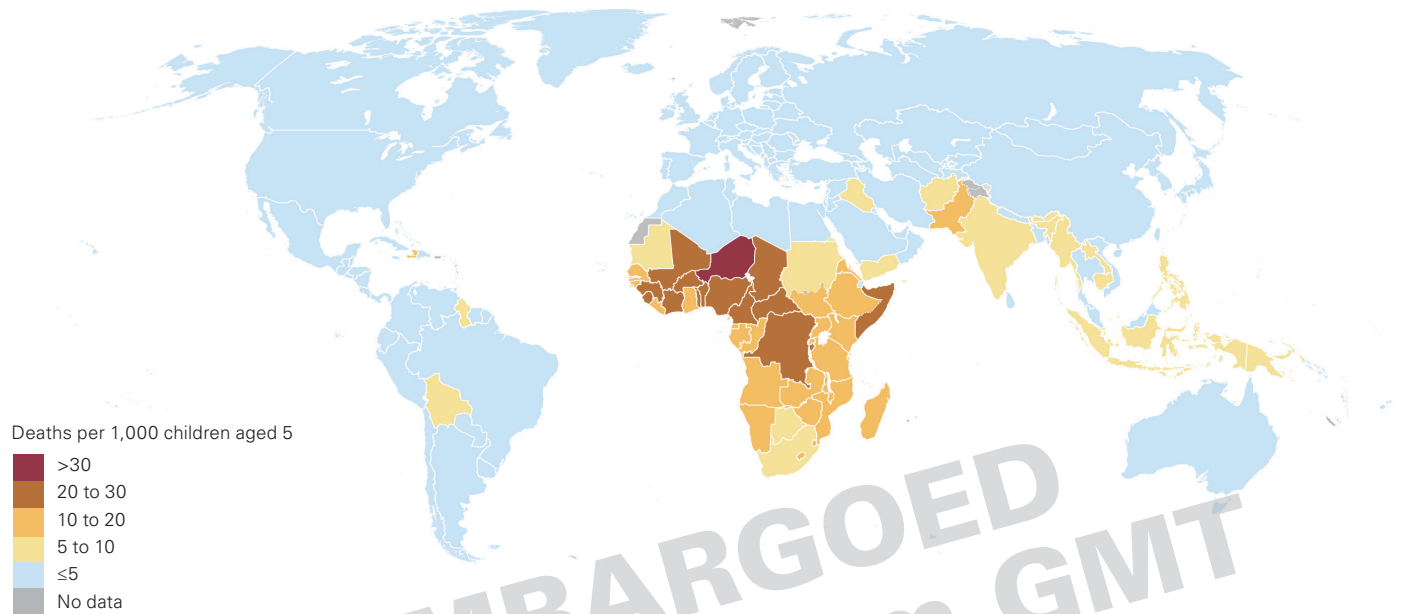 Deaths per 1,000 children aged 5
>30
20 to 30
10 to 20
5 to 10
≤5
No data
GMT